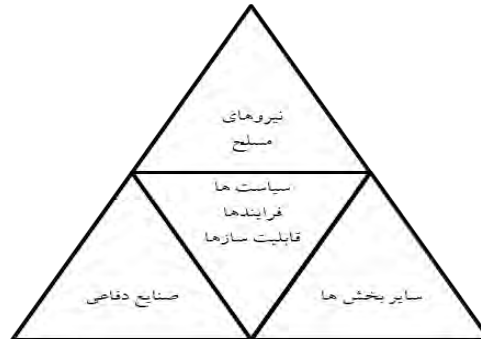 نیروهای
مسلح
سیاست ها
فرایندها
قابلیت سازها
سایر بخش ها
صنایع دفاعی